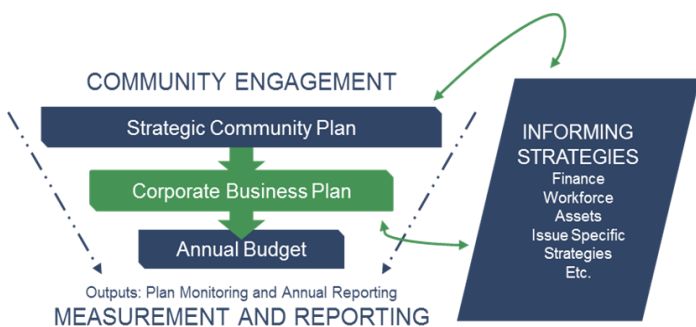 COMMUNITY ENGAGEMENT
Strategic Community Plan
Corporate Business Plan
Annual Budget
Outputs: Plan Monitoring and Annual Reporting
MEASUREMENT AND REPORTING
INFORMING
STRATEGIES
Finance
Workforce
Assets
Issue Specific
Strategies
Etc.